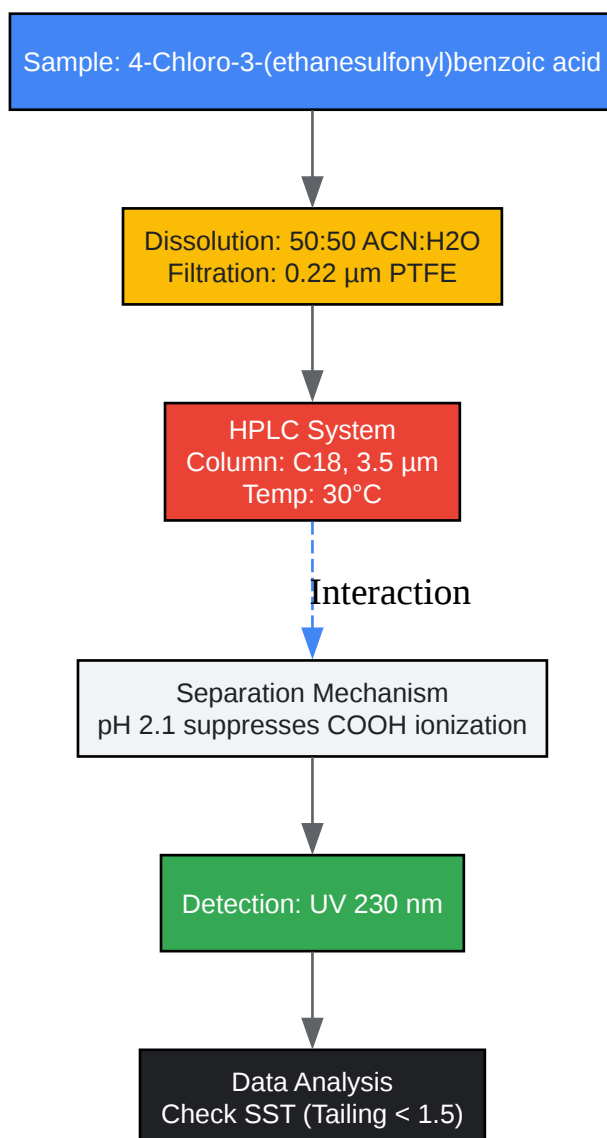 Sample: 4-Chloro-3-(ethanesulfonyl)benzoic acid
Dissolution: 50:50 ACN:H2O
Filtration: 0.22 µm PTFE
HPLC System
Column: C18, 3.5 µm
Temp: 30°C
Interaction
Separation Mechanism
pH 2.1 suppresses COOH ionization
Detection: UV 230 nm
Data Analysis
Check SST (Tailing < 1.5)